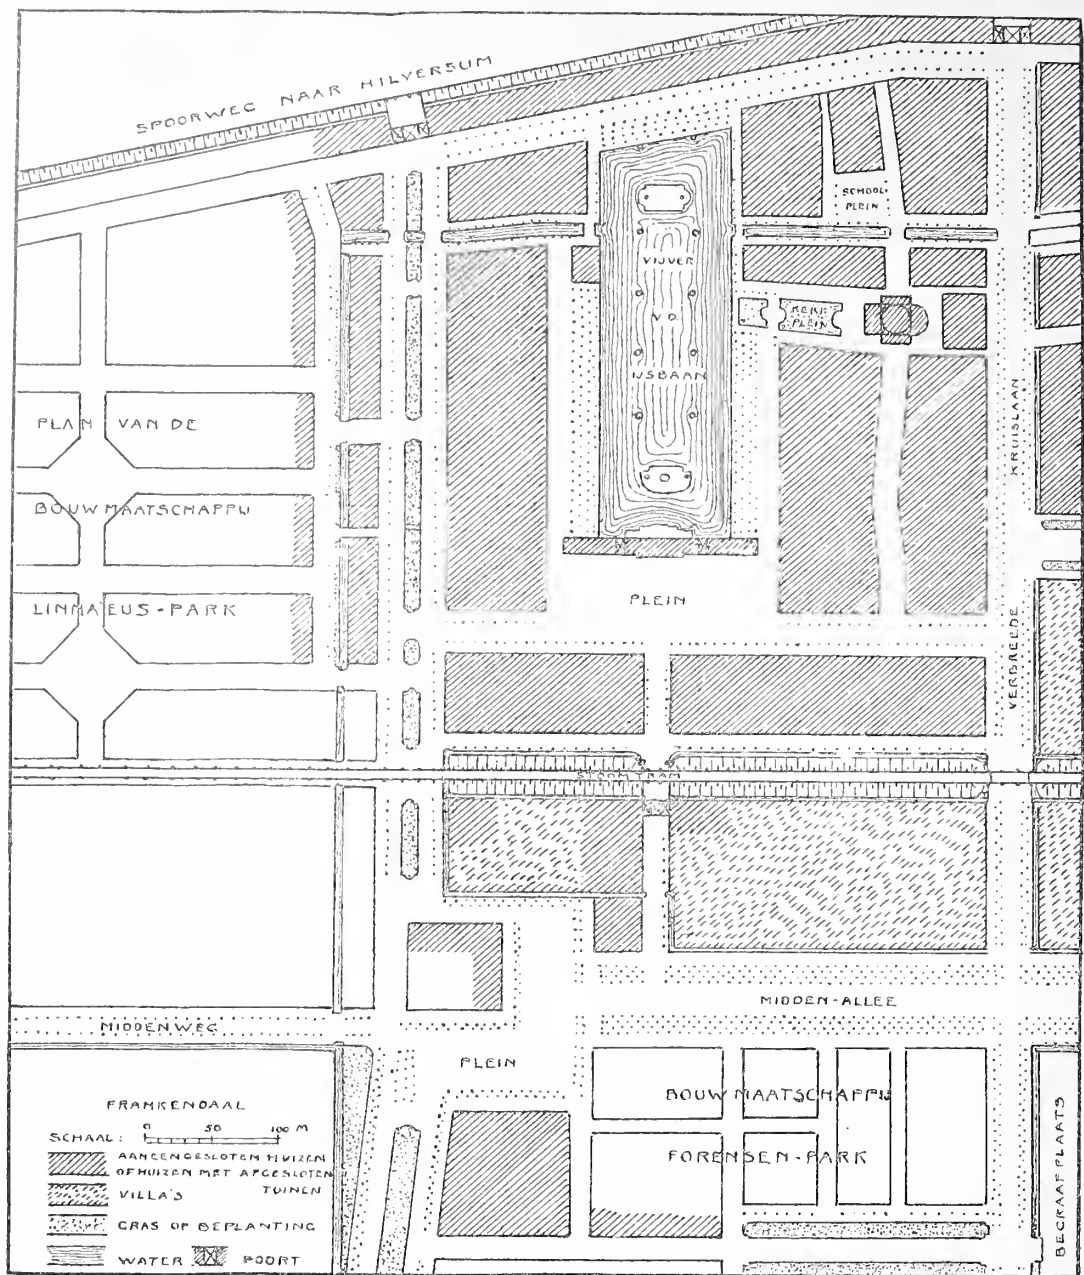 SPOORWEG NAAR HILVERSUM
SCHOOL-
PLEIN
VIJVER
V.D.
IJSBAAN
KERK
PLEIN
PLAN VAN DE
BOUWMAATSCHAPPIJ
LINNAEUS-PARK
VERBREEDE KRUISLAAN
PLEIN
STOOMTRAM
MIDDEN-ALLEE
MIDDENWEG
PLEIN
BOUWMAATSCHAPPIJ
FORENSEN-PARK
BEGRAAFPLAATS
FRANKENDAAL
SCHAAL: 0 50 100 M
AANEENGESLOTEN HUIZEN
OF HUIZEN MET AFGESLOTEN
TUINEN
VILLA'S
GRAS OF BEPLANTING
WATER POORT